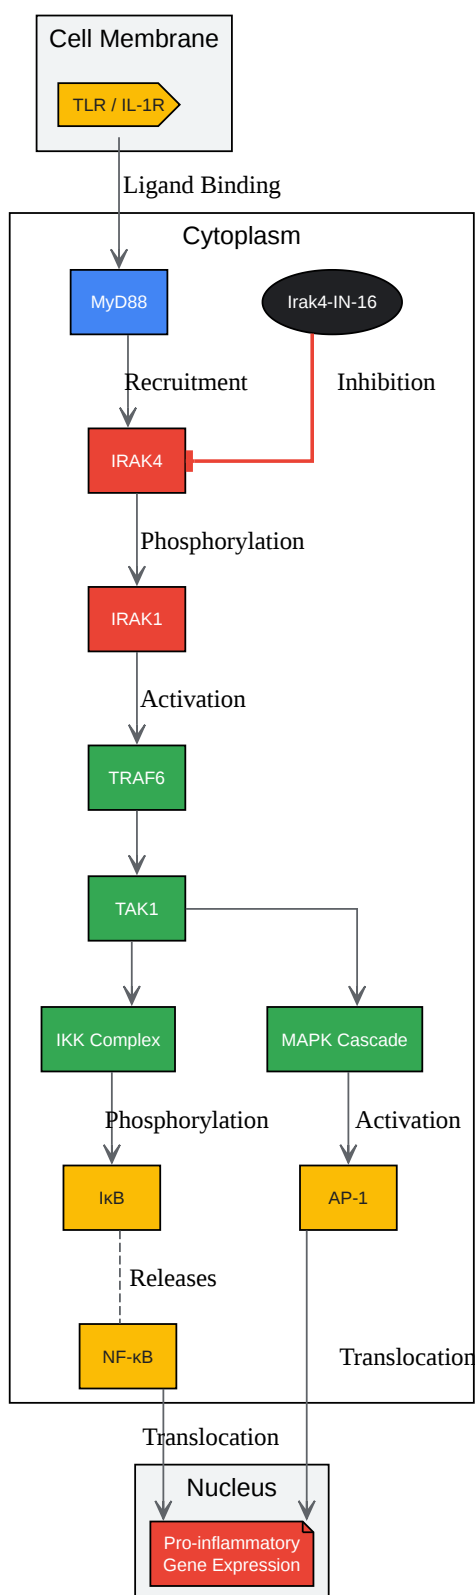 Cell Membrane
TLR / IL-1R
Ligand Binding
Cytoplasm
MyD88
Irak4-IN-16
Recruitment
Inhibition
IRAK4
Phosphorylation
IRAK1
Activation
TRAF6
TAK1
IKK Complex
MAPK Cascade
Phosphorylation
Activation
IκB
AP-1
Releases
NF-κB
Translocation
Translocation
Nucleus
Pro-inflammatory
Gene Expression